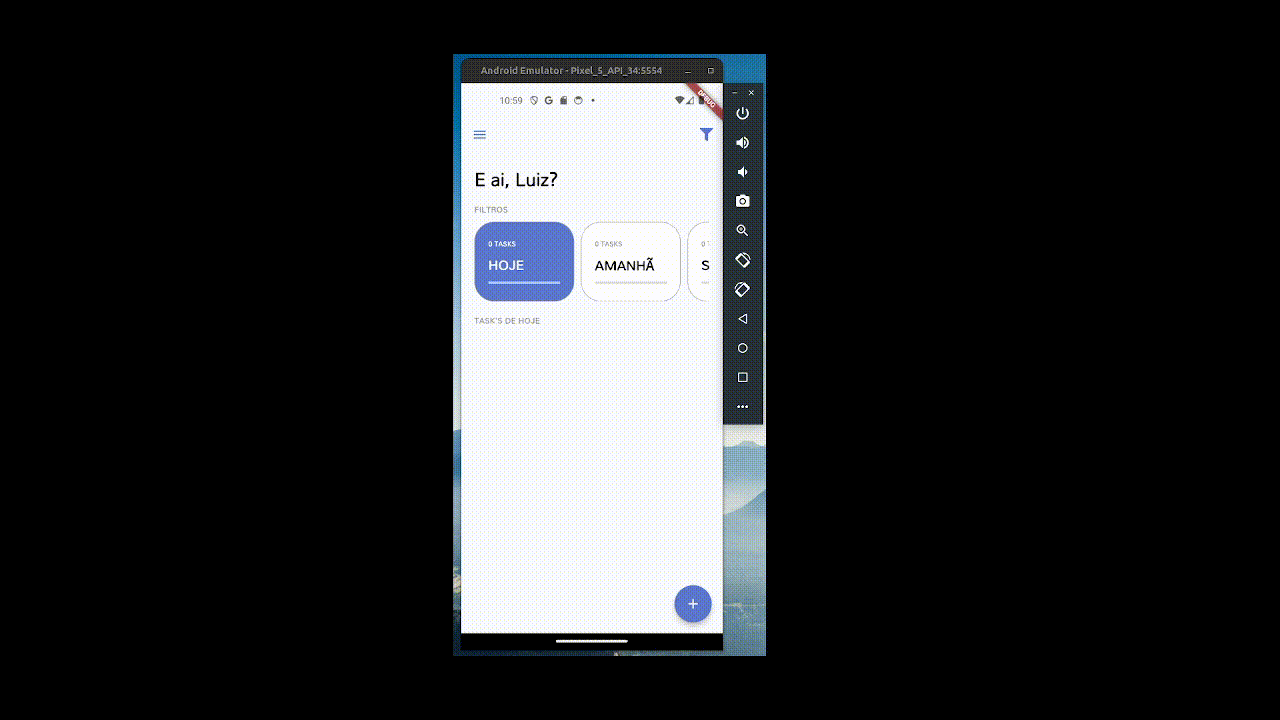 Android Emulator - Pixel_5_API_34:5554
10:59
DEBUG
E ai, Luiz?
FILTROS
0 TASKS
HOJE
0 TASKS
AMANHÃ
0 T
S
TASK'S DE HOJE